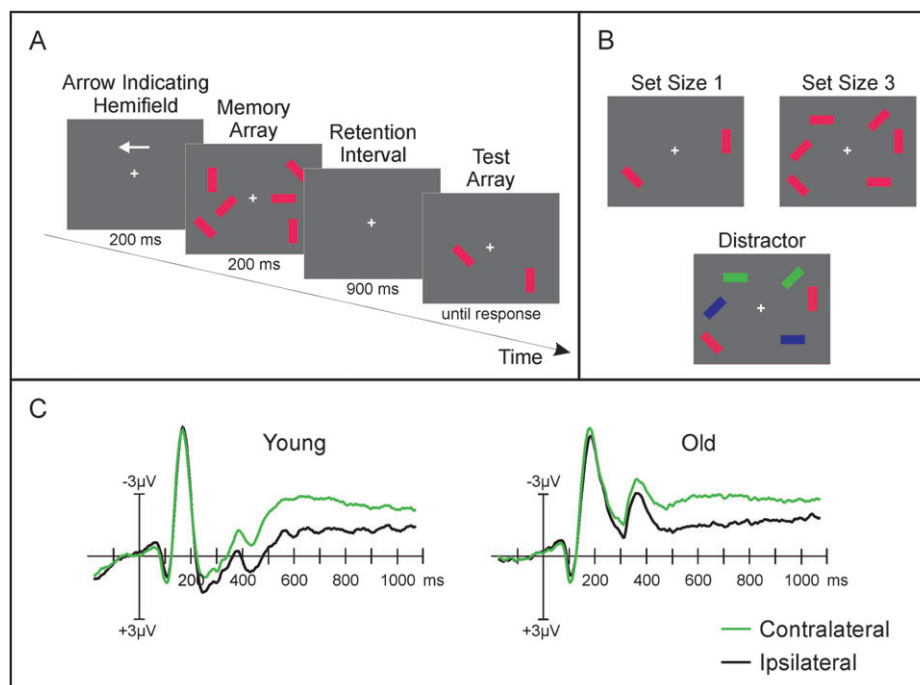 A
Arrow Indicating
Hemifield
200 ms
Memory
Array
200 ms
Retention
Interval
900 ms
Test
Array
until response
Time
B
Set Size 1
Set Size 3
Distractor
C
Young
-3µV
+3µV
200 400 600 800 1000 ms
Old
-3µV
+3µV
200 400 600 800 1000 ms
Contralateral
Ipsilateral